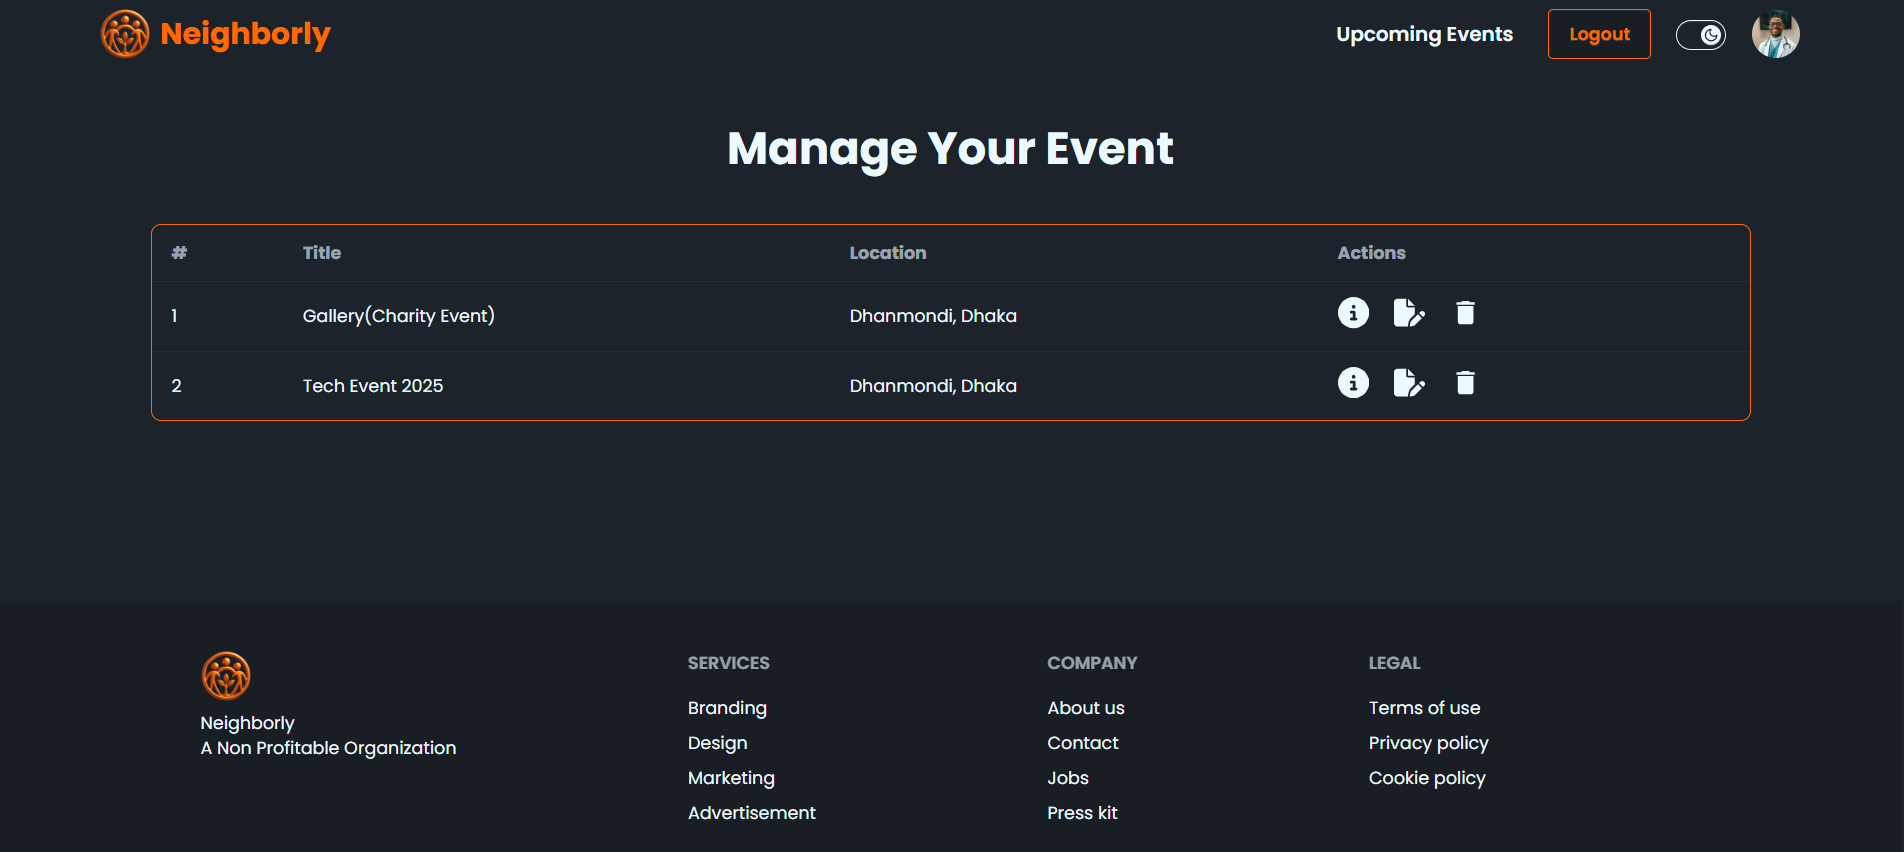 Neighborly
Upcoming Events
Logout
Manage Your Event
# Title Location Actions
1 Gallery(Charity Event) Dhanmondi, Dhaka
2 Tech Event 2025 Dhanmondi, Dhaka
Neighborly
A Non Profitable Organization
SERVICES
Branding
Design
Marketing
Advertisement
COMPANY
About us
Contact
Jobs
Press kit
LEGAL
Terms of use
Privacy policy
Cookie policy